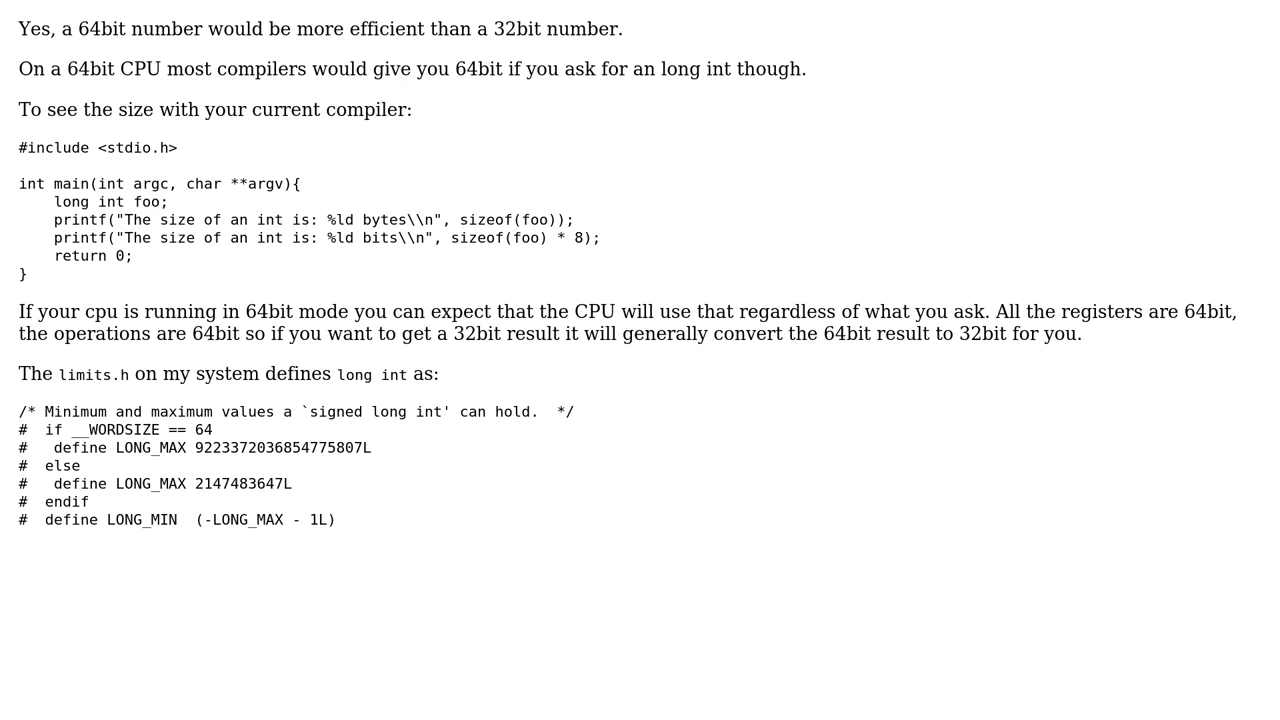 Yes, a 64bit number would be more efficient than a 32bit number.
On a 64bit CPU most compilers would give you 64bit if you ask for an long int though.
To see the size with your current compiler:
#include <stdio.h>
int main(int argc, char **argv){
    long int foo;
    printf("The size of an int is: %ld bytes\\n", sizeof(foo));
    printf("The size of an int is: %ld bits\\n", sizeof(foo) * 8);
    return 0;
}
If your cpu is running in 64bit mode you can expect that the CPU will use that regardless of what you ask. All the registers are 64bit,
the operations are 64bit so if you want to get a 32bit result it will generally convert the 64bit result to 32bit for you.
The limits.h on my system defines long int as:
/* Minimum and maximum values a `signed long int' can hold.  */
#  if __WORDSIZE == 64
#   define LONG_MAX 9223372036854775807L
#  else
#   define LONG_MAX 2147483647L
#  endif
#  define LONG_MIN  (-LONG_MAX - 1L)